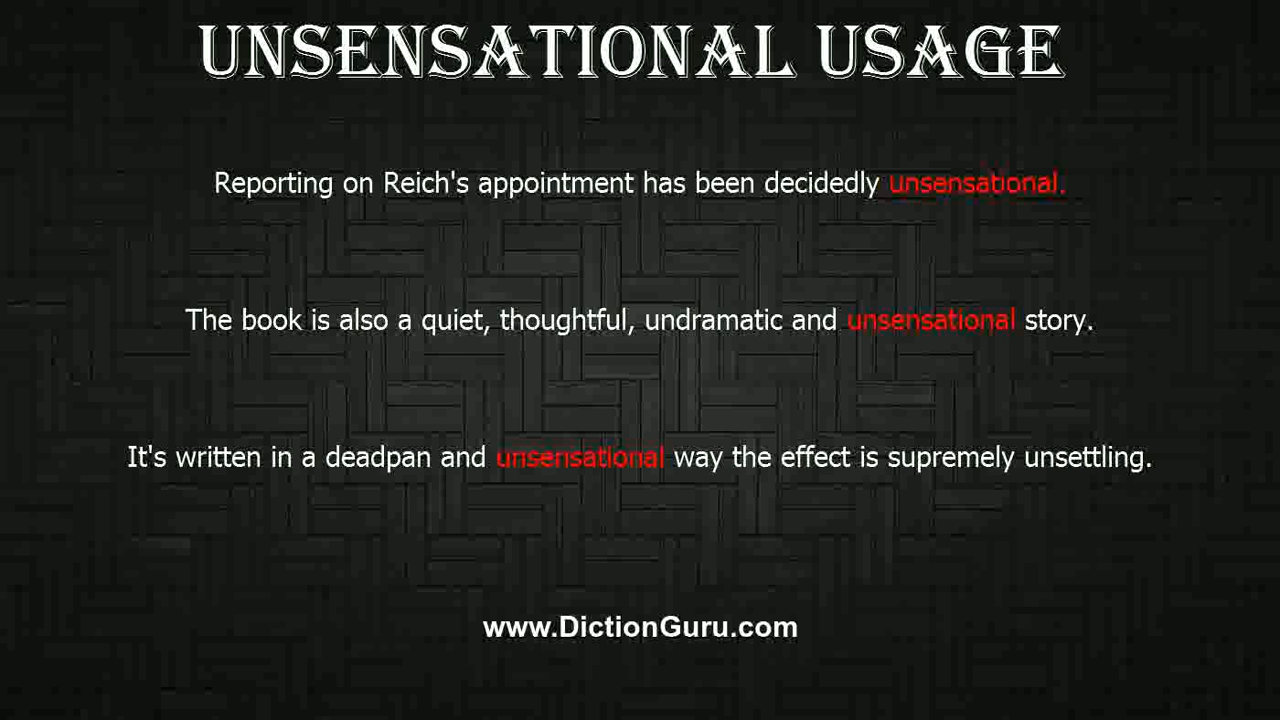 UNSENSATIONAL USAGE
Reporting on Reich's appointment has been decidedly unsensational.
The book is also a quiet, thoughtful, undramatic and unsensational story.
It's written in a deadpan and unsensational way the effect is supremely unsettling.
www.DictionGuru.com